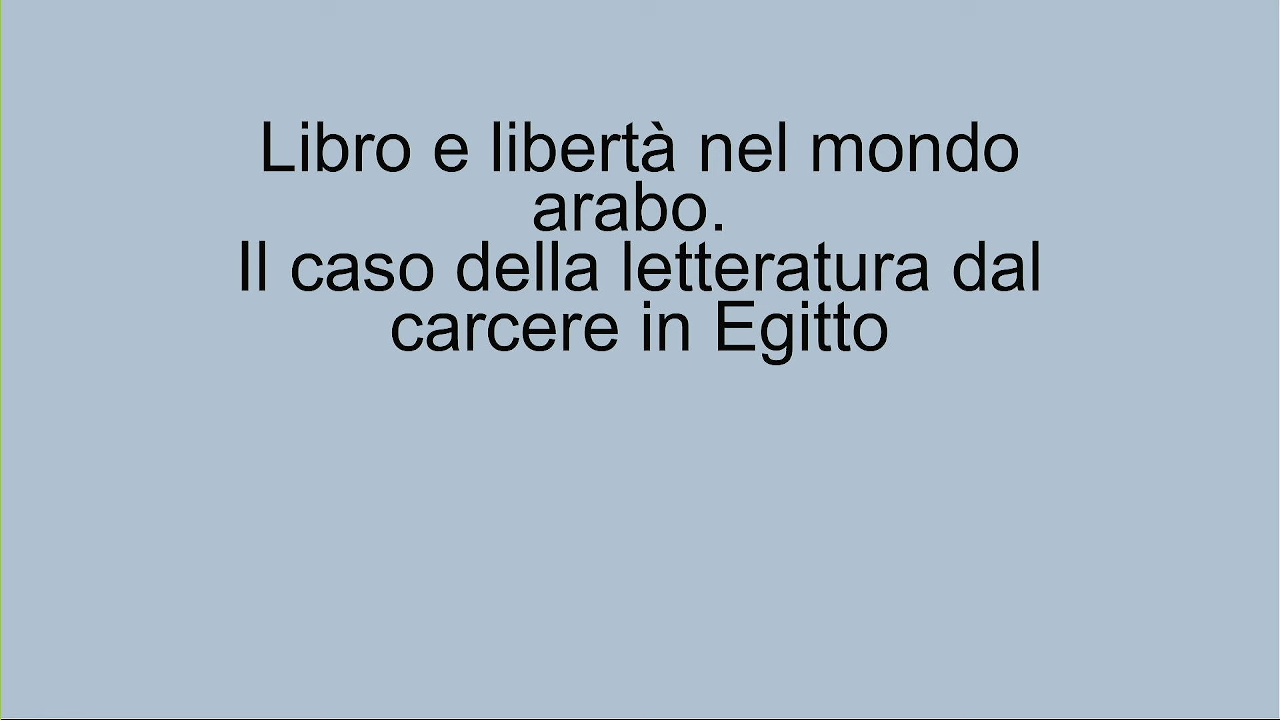 Libro e libertà nel mondo
arabo.
Il caso della letteratura dal
carcere in Egitto